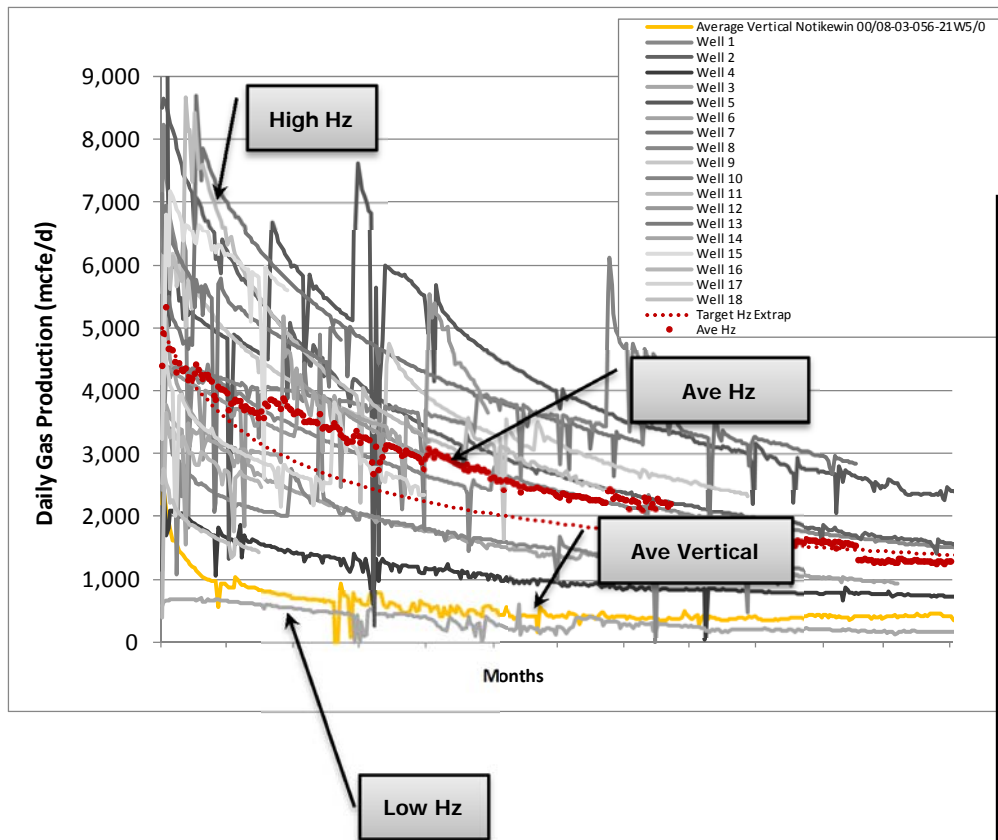 Average Vertical Notikewin 00/08-03-056-21W5/0
Well 1
Well 2
Well 4
Well 3
Well 5
Well 6
Well 7
Well 8
Well 9
Well 10
Well 11
Well 12
Well 13
Well 14
Well 15
Well 16
Well 17
Well 18
Target Hz Extrap
Ave Hz
9,000
8,000
7,000
6,000
5,000
4,000
3,000
2,000
1,000
0
Daily Gas Production (mcfe/d)
High Hz
Ave Hz
Ave Vertical
Months
Low Hz